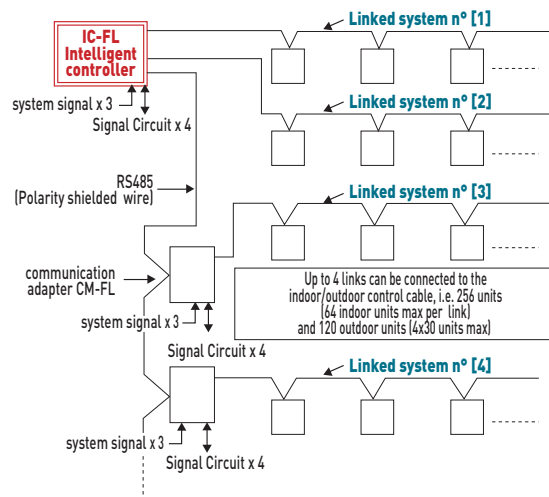 IC-FL
Intelligent
controller
Linked system n° [1]
system signal x 3
Signal Circuit x 4
Linked system n° [2]
RS485
(Polarity shielded wire)
Linked system n° [3]
communication
adapter CM-FL
Up to 4 links can be connected to the
indoor/outdoor control cable, i.e. 256 units
(64 indoor units max per link)
and 120 outdoor units (4x30 units max)
system signal x 3
Signal Circuit x 4
Linked system n° [4]
system signal x 3
Signal Circuit x 4